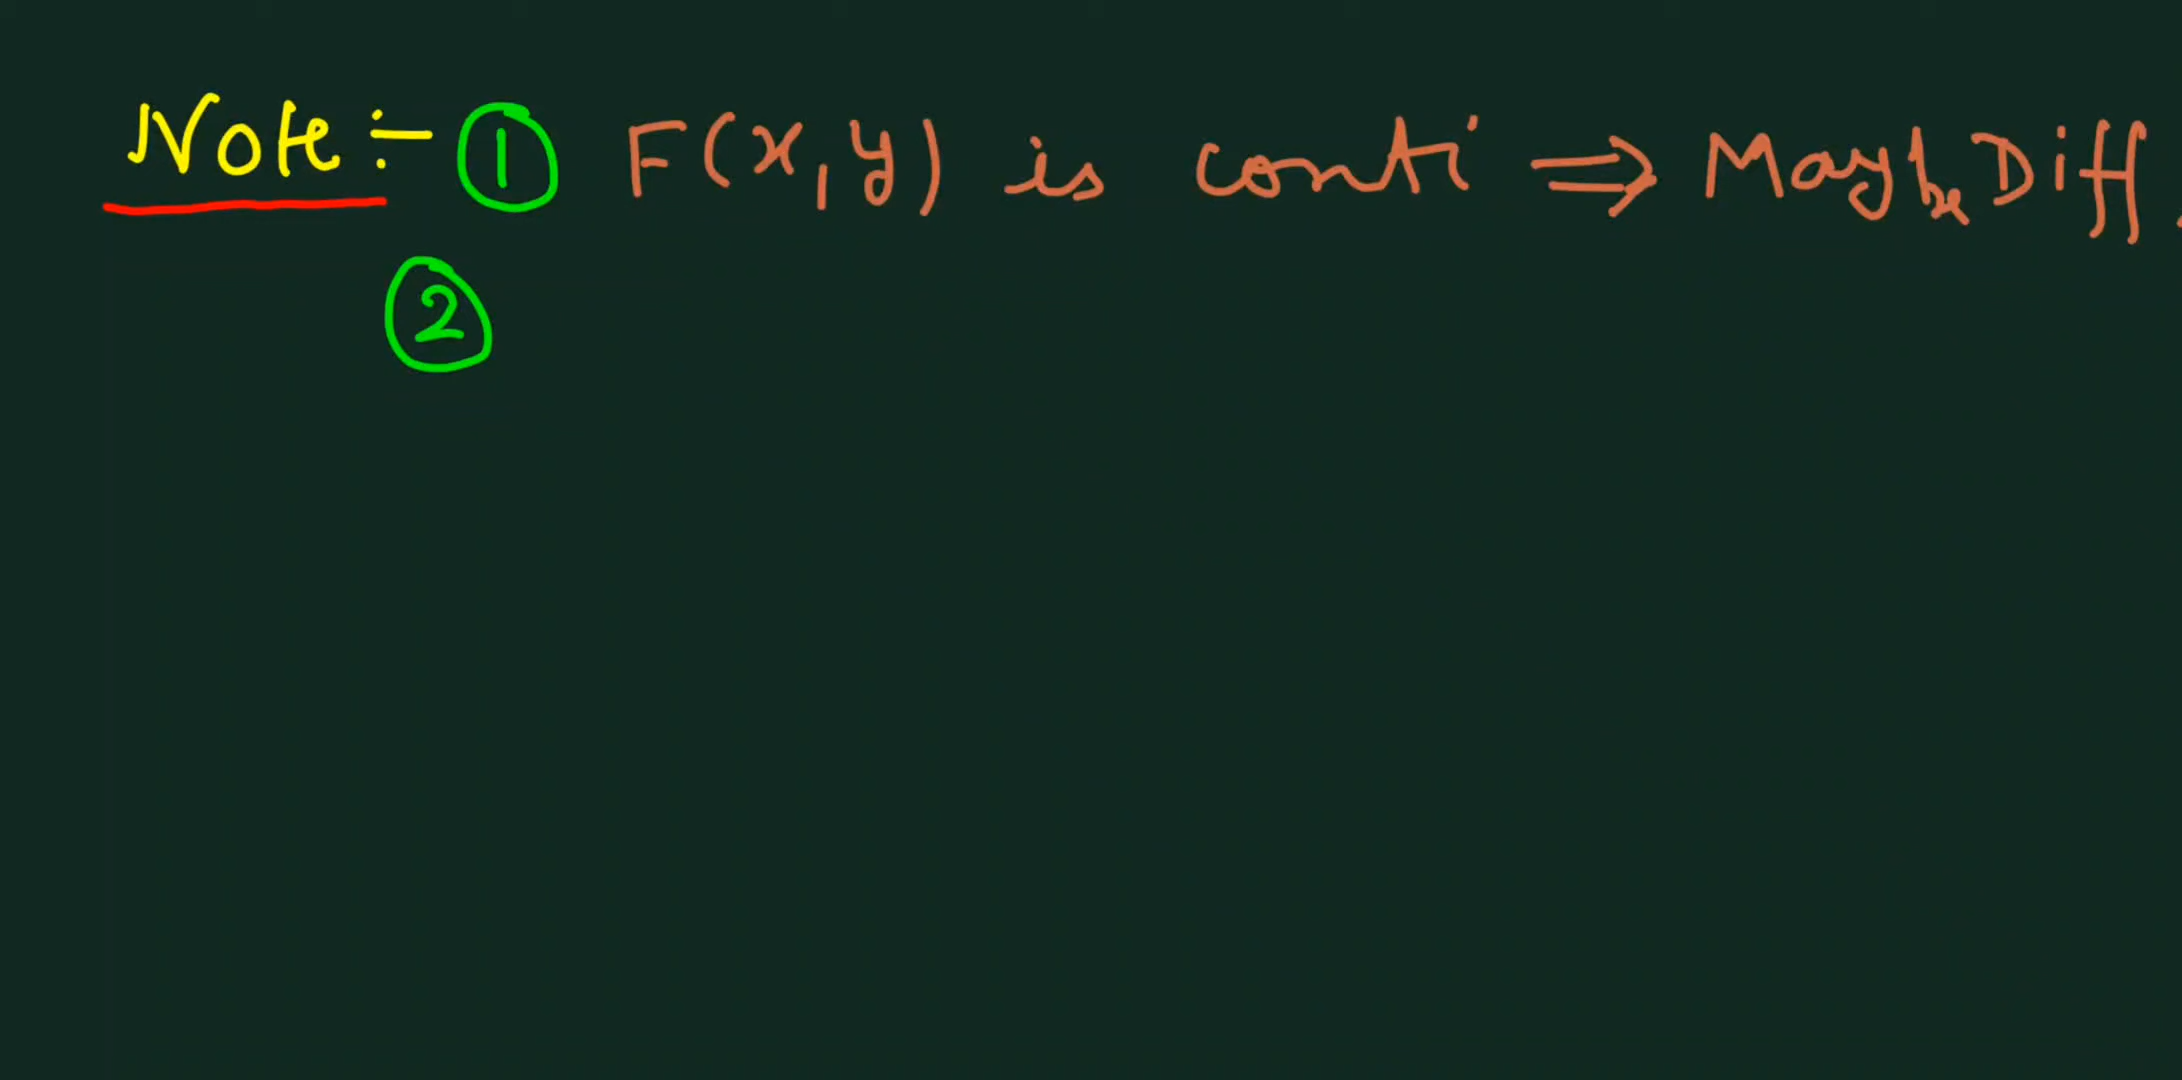 Note:- ① F(x,y) is conti ⇒ May be Diff.
②